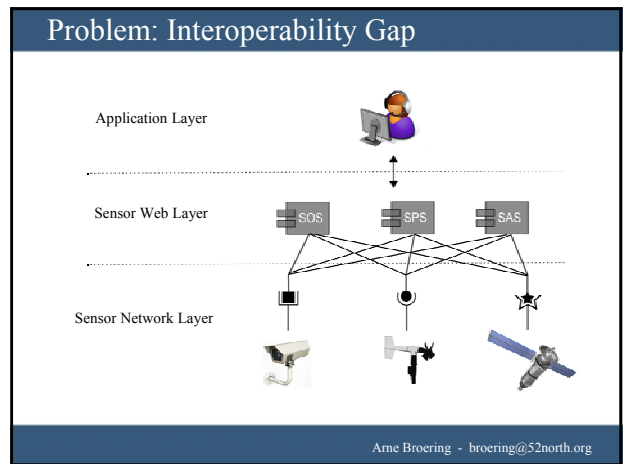 Problem: Interoperability Gap
Application Layer
Sensor Web Layer
SOS
SPS
SAS
Sensor Network Layer
Arne Broering - broering@52north.org